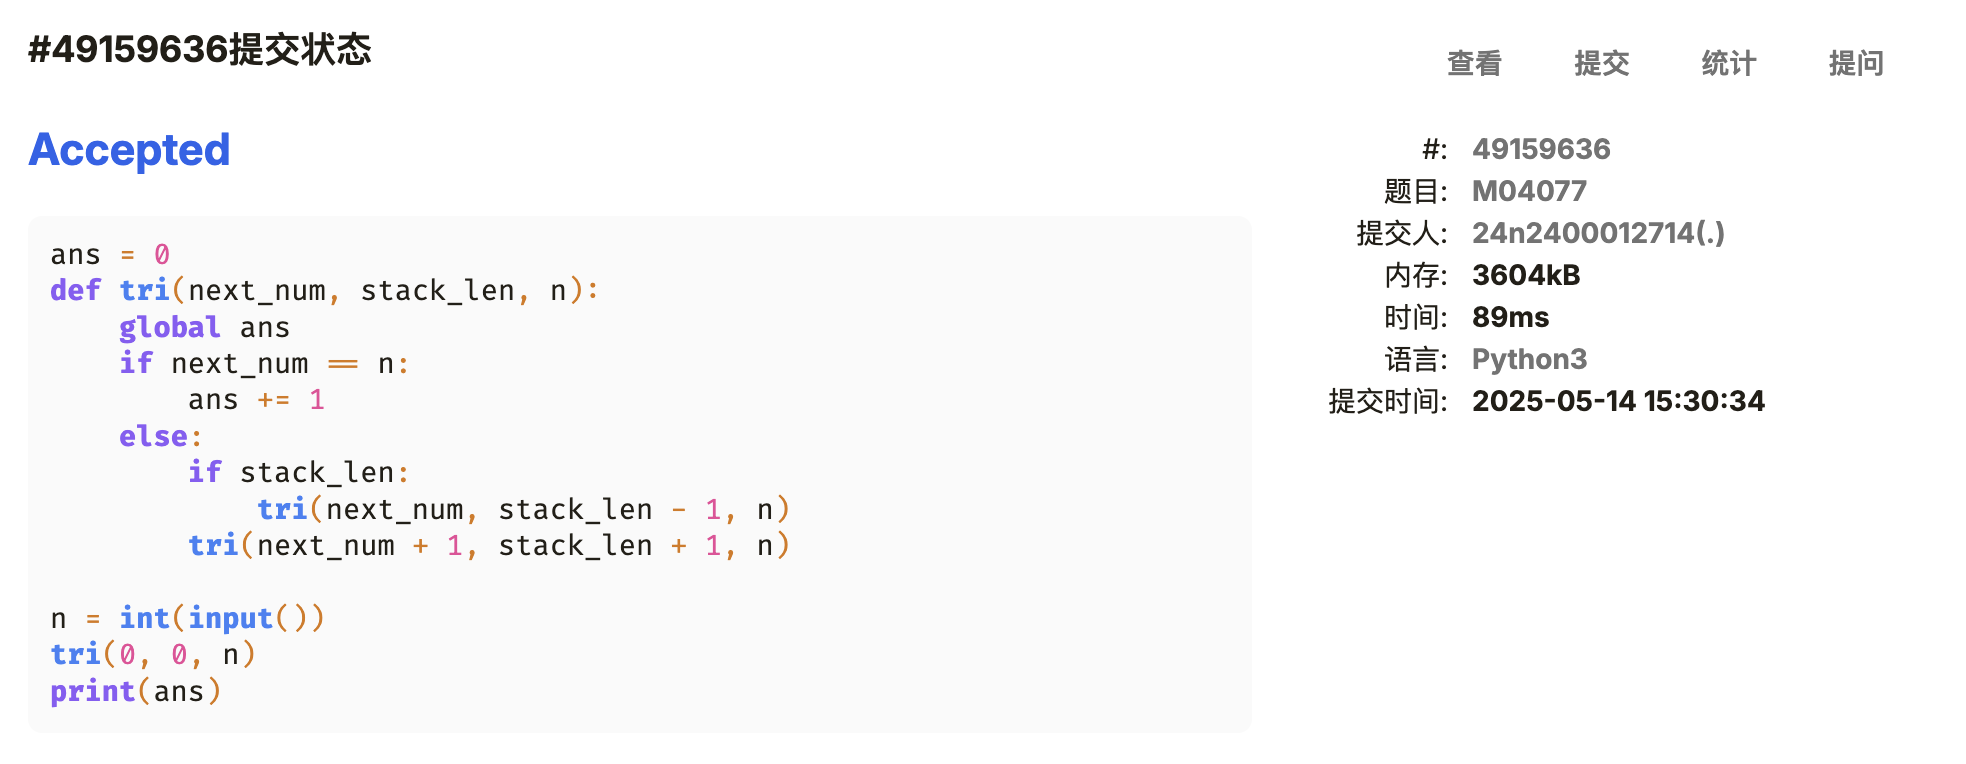 #49159636提交状态
查看 提交 统计 提问
Accepted
ans = 0
def tri(next_num, stack_len, n):
    global ans
    if next_num == n:
        ans += 1
    else:
        if stack_len:
            tri(next_num, stack_len - 1, n)
        tri(next_num + 1, stack_len + 1, n)

n = int(input())
tri(0, 0, n)
print(ans)
#: 49159636
题目: M04077
提交人: 24n2400012714(.)
内存: 3604kB
时间: 89ms
语言: Python3
提交时间: 2025-05-14 15:30:34